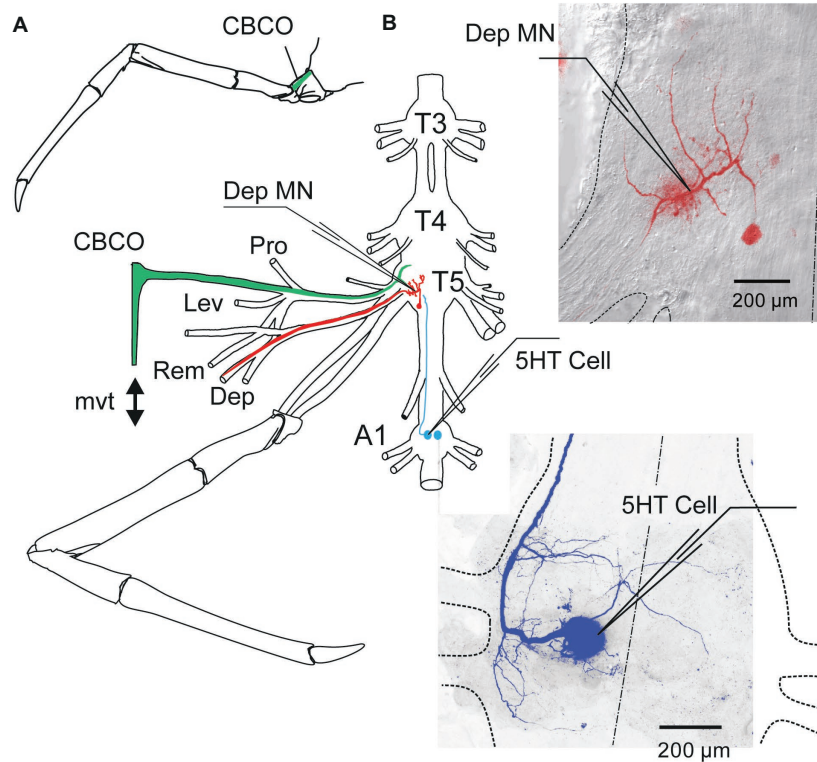 A
CBCO
B
Dep MN
T3
Dep MN
T4
CBCO
Pro
T5
Lev
200 µm
5HT Cell
Rem
mvt
Dep
A1
5HT Cell
200 µm